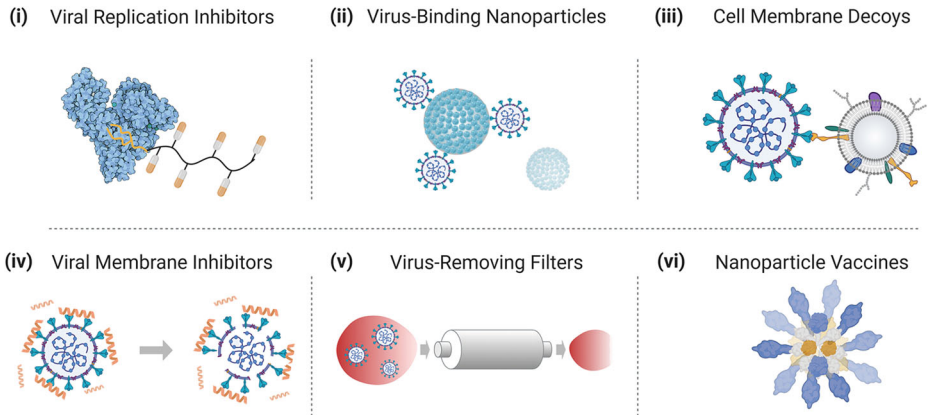 (i) Viral Replication Inhibitors
(ii) Virus-Binding Nanoparticles
(iii) Cell Membrane Decoys
(iv) Viral Membrane Inhibitors
(v) Virus-Removing Filters
(vi) Nanoparticle Vaccines